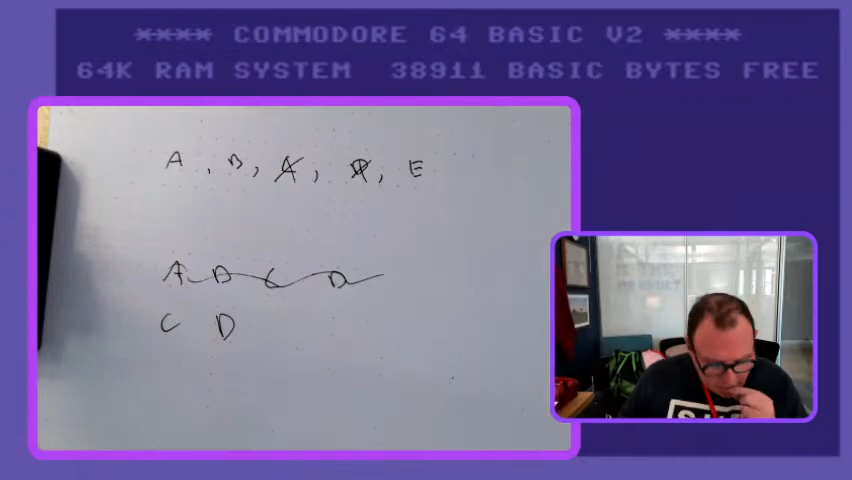 **** COMMODORE 64 BASIC V2 ****
64K RAM SYSTEM 38911 BASIC BYTES FREE
A, B, C, D, E
A B C D
C D